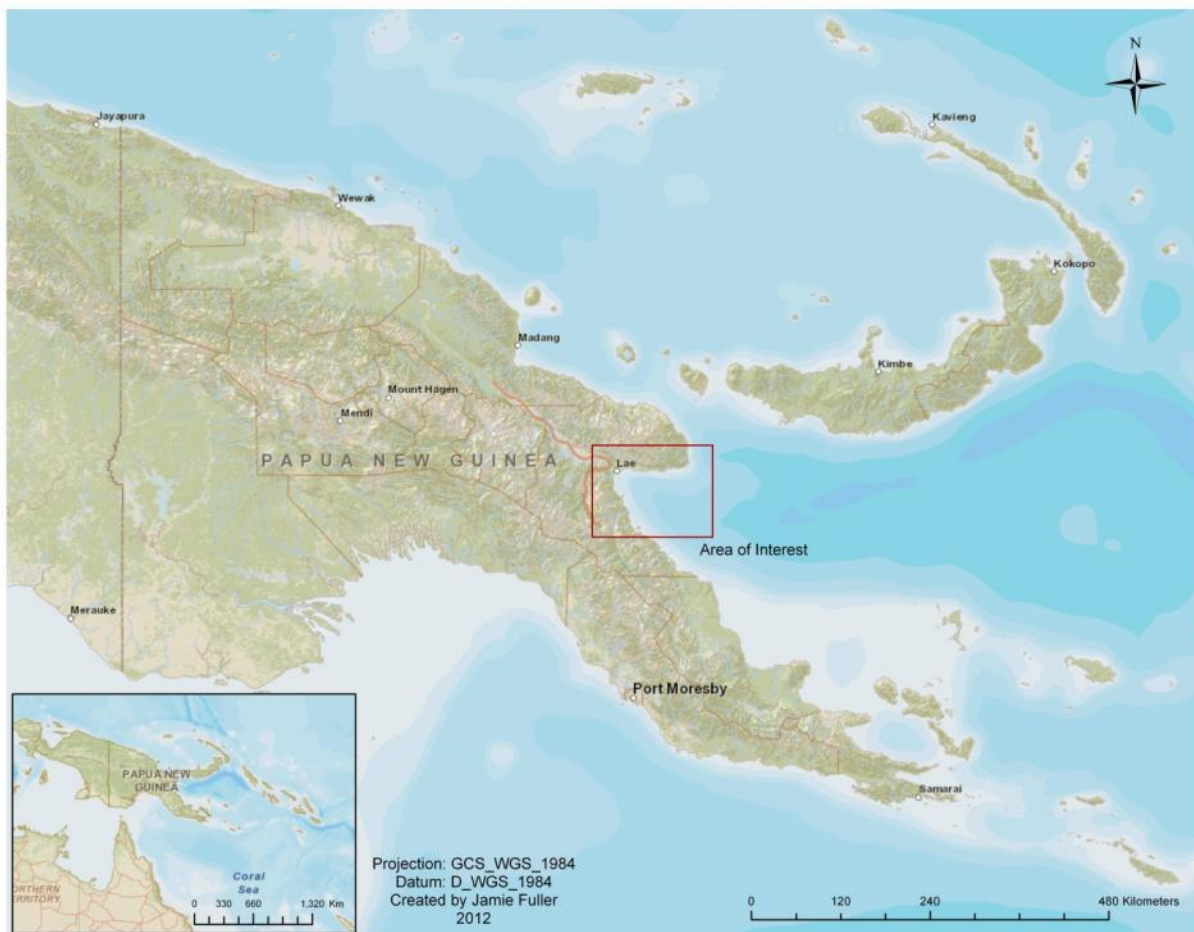 N
Jayapura
Kavieng
Wewak
Kokopo
Madang
Kimbe
Mount Hagen
Mendi
PAPUA NEW GUINEA
Lae
Area of Interest
Merauke
Port Moresby
Samarai
PAPUA NEW
GUINEA
Coral
Sea
NORTHERN
TERRITORY
0 330 660 1,320 Km
Projection: GCS_WGS_1984
Datum: D_WGS_1984
Created by Jamie Fuller
2012
0 120 240 480 Kilometers